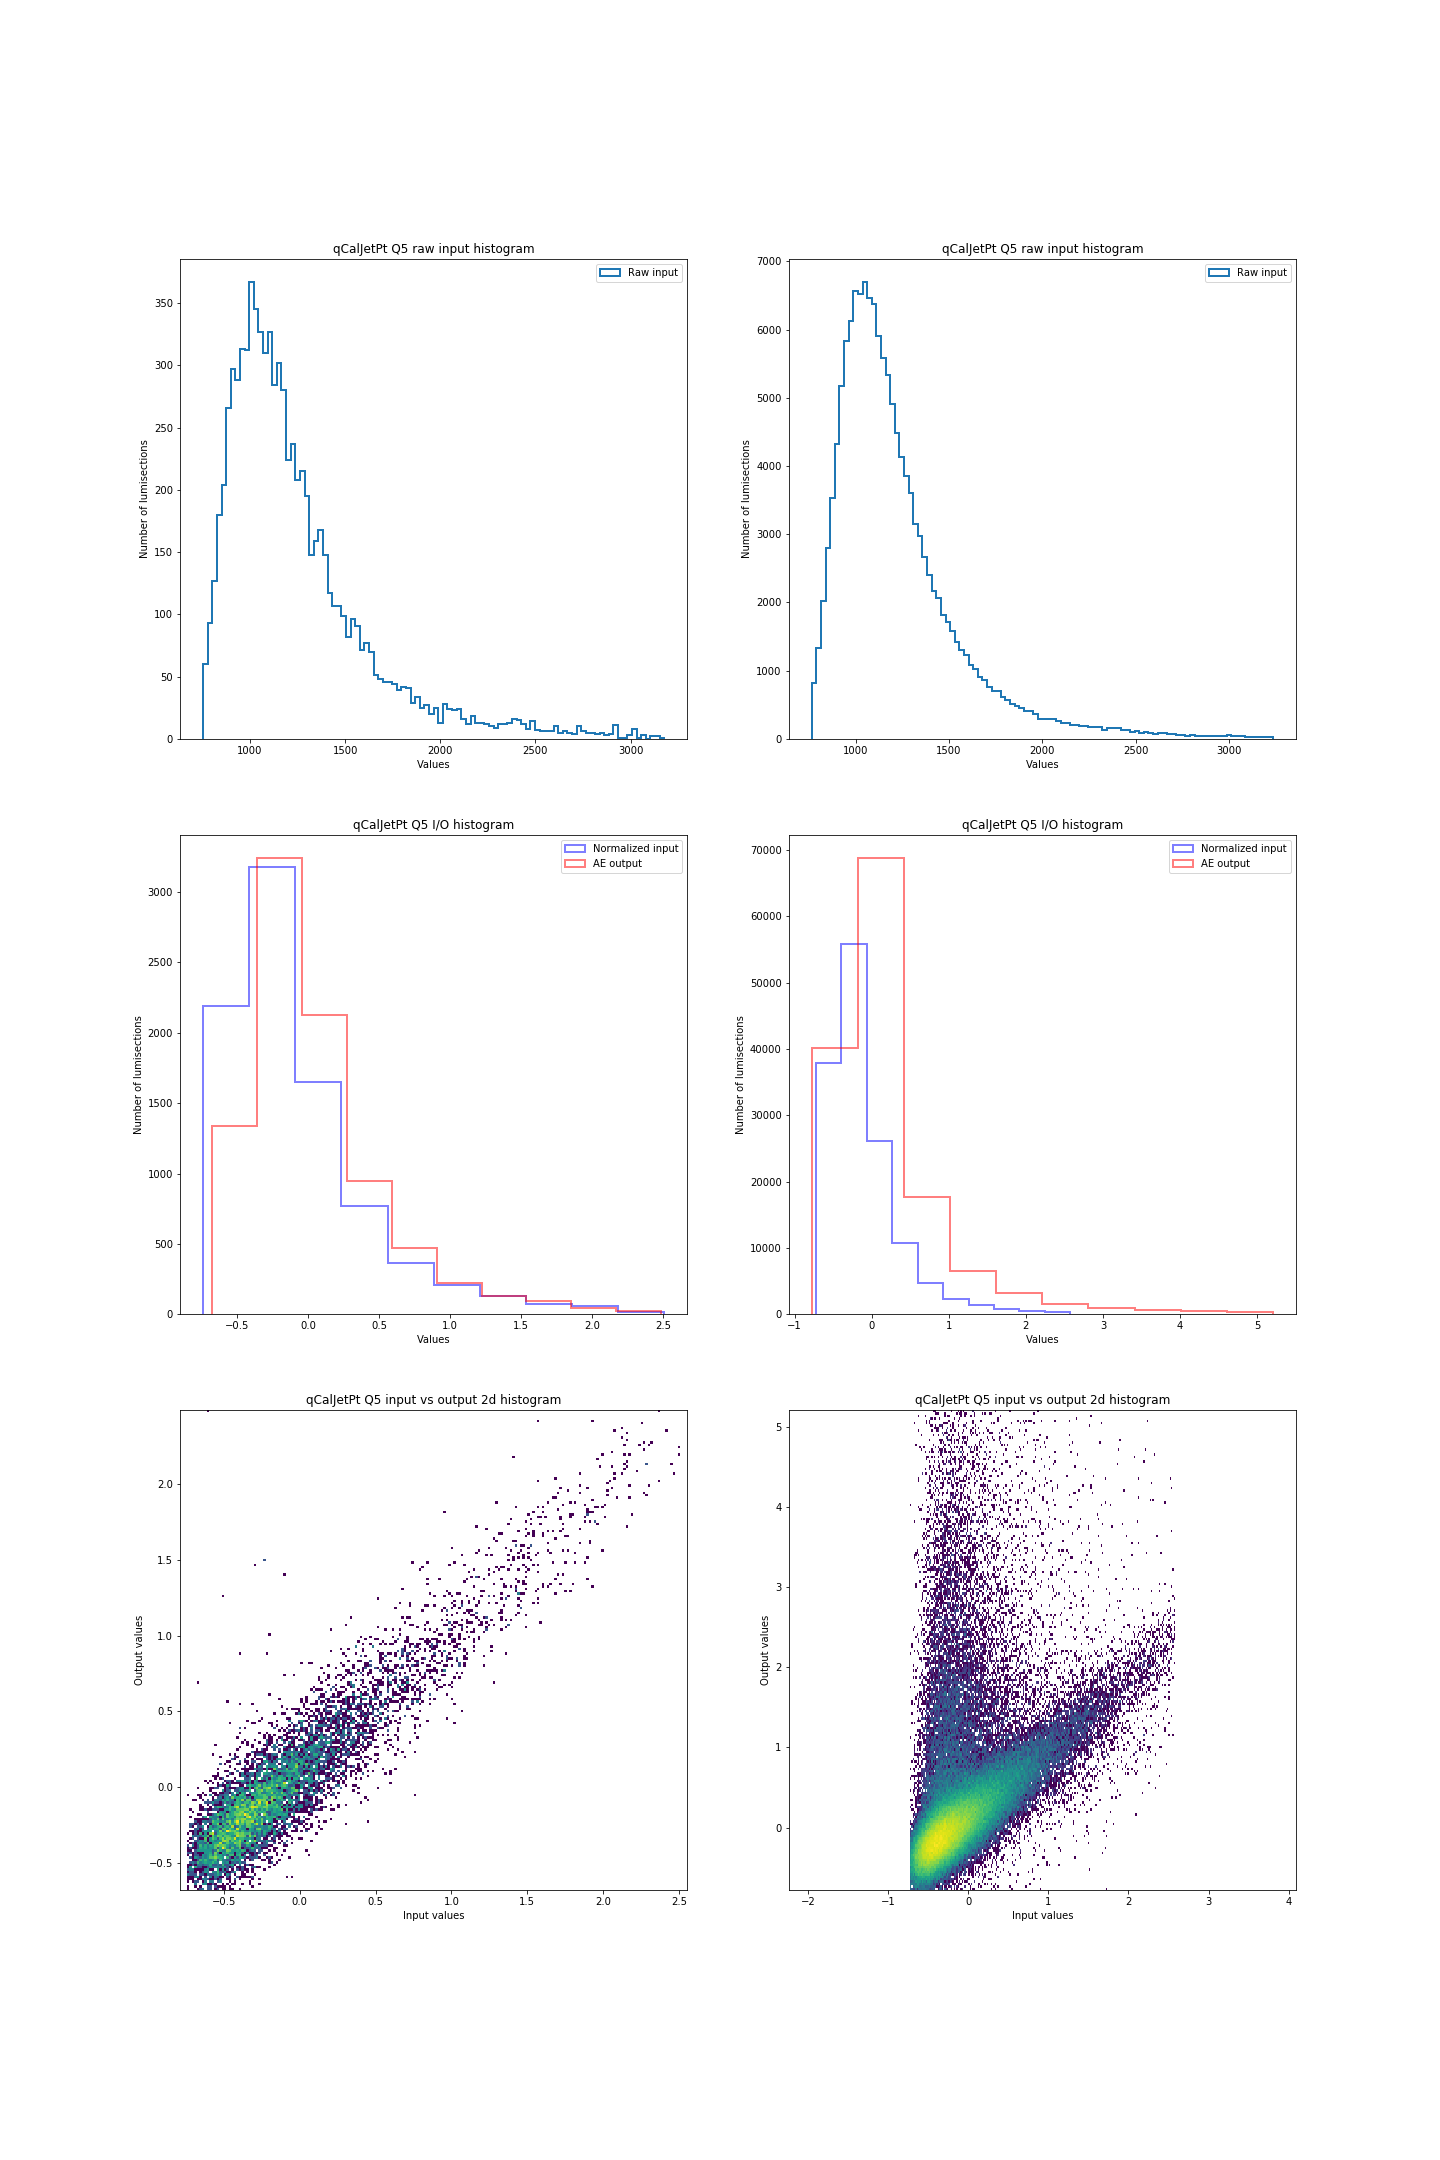 qCalJetPt Q5 raw input histogram
Raw input
Number of lumisections
350
300
250
200
150
100
50
0
1000 1500 2000 2500 3000
Values
qCalJetPt Q5 raw input histogram
Raw input
Number of lumisections
7000
6000
5000
4000
3000
2000
1000
0
1000 1500 2000 2500 3000
Values
qCalJetPt Q5 I/O histogram
Normalized input
AE output
Number of lumisections
3000
2500
2000
1500
1000
500
0
−0.5 0.0 0.5 1.0 1.5 2.0 2.5
Values
qCalJetPt Q5 I/O histogram
Normalized input
AE output
Number of lumisections
70000
60000
50000
40000
30000
20000
10000
0
−1 0 1 2 3 4 5
Values
qCalJetPt Q5 input vs output 2d histogram
Output values
2.0
1.5
1.0
0.5
0.0
−0.5
−0.5 0.0 0.5 1.0 1.5 2.0 2.5
Input values
qCalJetPt Q5 input vs output 2d histogram
Output values
5
4
3
2
1
0
−2 −1 0 1 2 3 4
Input values